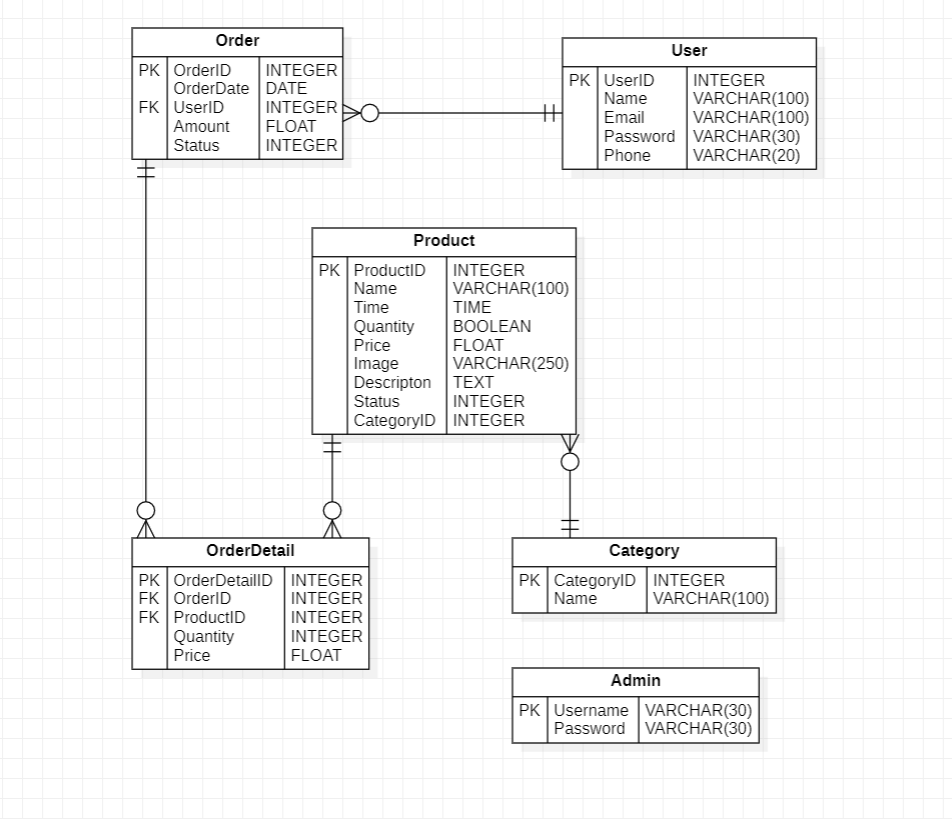 Order
PK OrderID INTEGER
OrderDate DATE
FK UserID INTEGER
Amount FLOAT
Status INTEGER
User
PK UserID INTEGER
Name VARCHAR(100)
Email VARCHAR(100)
Password VARCHAR(30)
Phone VARCHAR(20)
Product
PK ProductID INTEGER
Name VARCHAR(100)
Time TIME
Quantity BOOLEAN
Price FLOAT
Image VARCHAR(250)
Descripton TEXT
Status INTEGER
CategoryID INTEGER
OrderDetail
PK OrderDetailID INTEGER
FK OrderID INTEGER
FK ProductID INTEGER
Quantity INTEGER
Price FLOAT
Category
PK CategoryID INTEGER
Name VARCHAR(100)
Admin
PK Username VARCHAR(30)
Password VARCHAR(30)